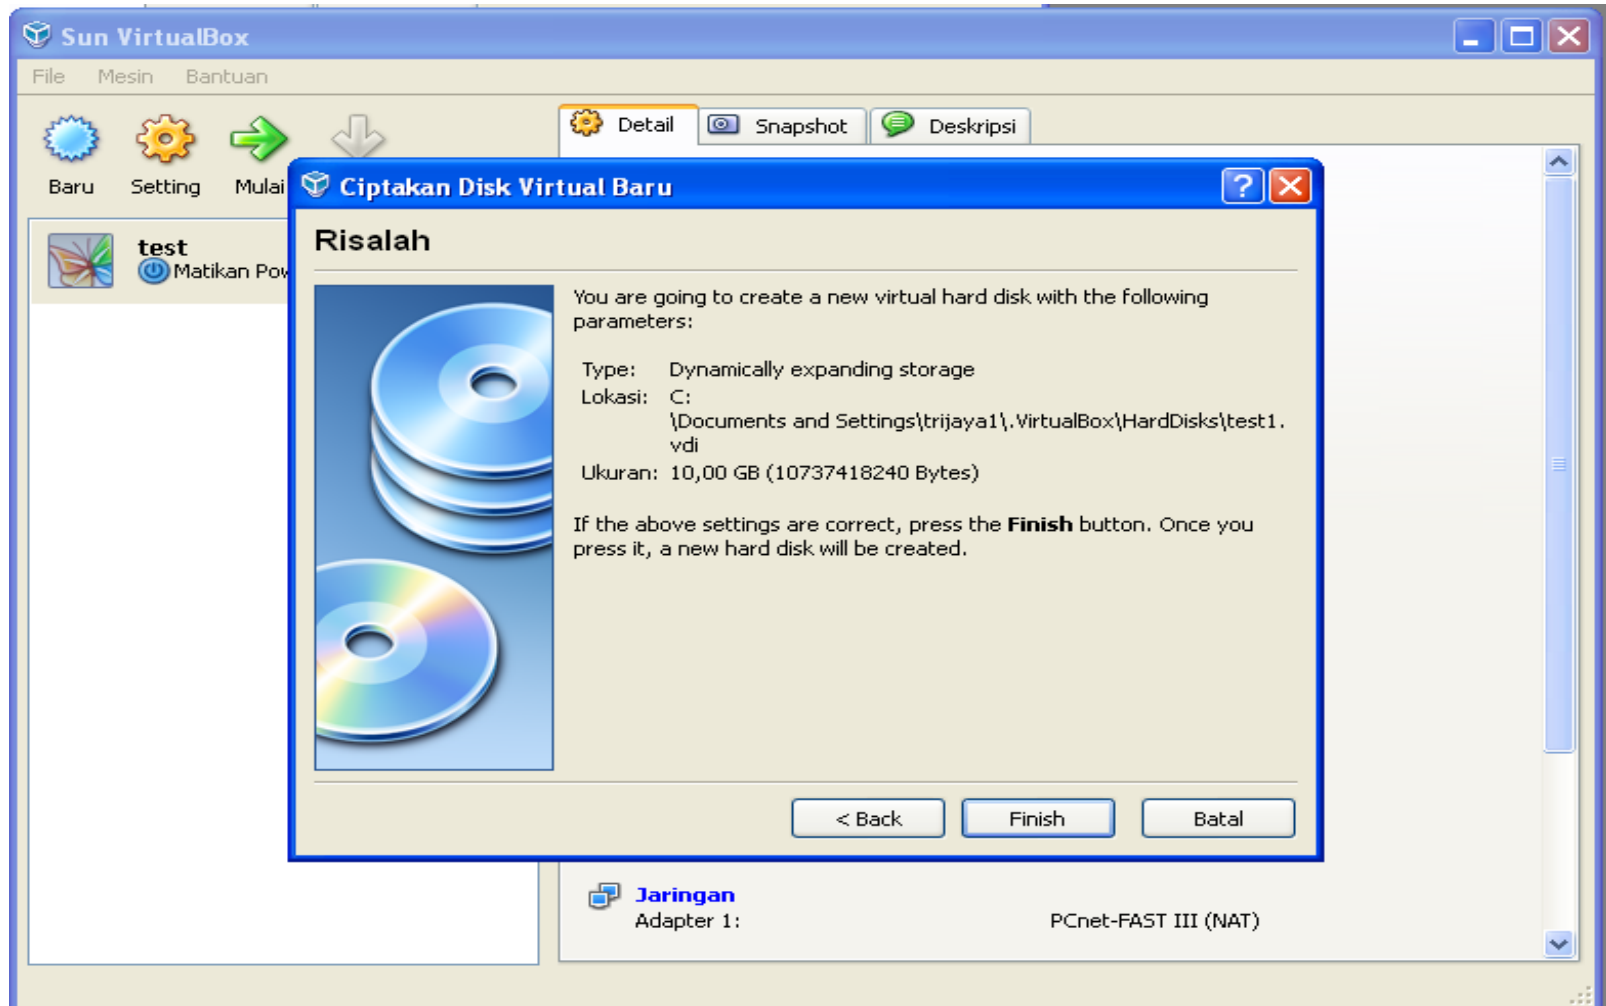 Sun VirtualBox
File Mesin Bantuan
Baru Setting Mulai
Detail Snapshot Deskripsi
test
Matikan Pow
Ciptakan Disk Virtual Baru
Risalah
You are going to create a new virtual hard disk with the following
parameters:
Type: Dynamically expanding storage
Lokasi: C:
\Documents and Settings\trijaya1\.VirtualBox\HardDisks\test1.
vdi
Ukuran: 10,00 GB (10737418240 Bytes)
If the above settings are correct, press the Finish button. Once you
press it, a new hard disk will be created.
< Back Finish Batal
Jaringan
Adapter 1: PCnet-FAST III (NAT)